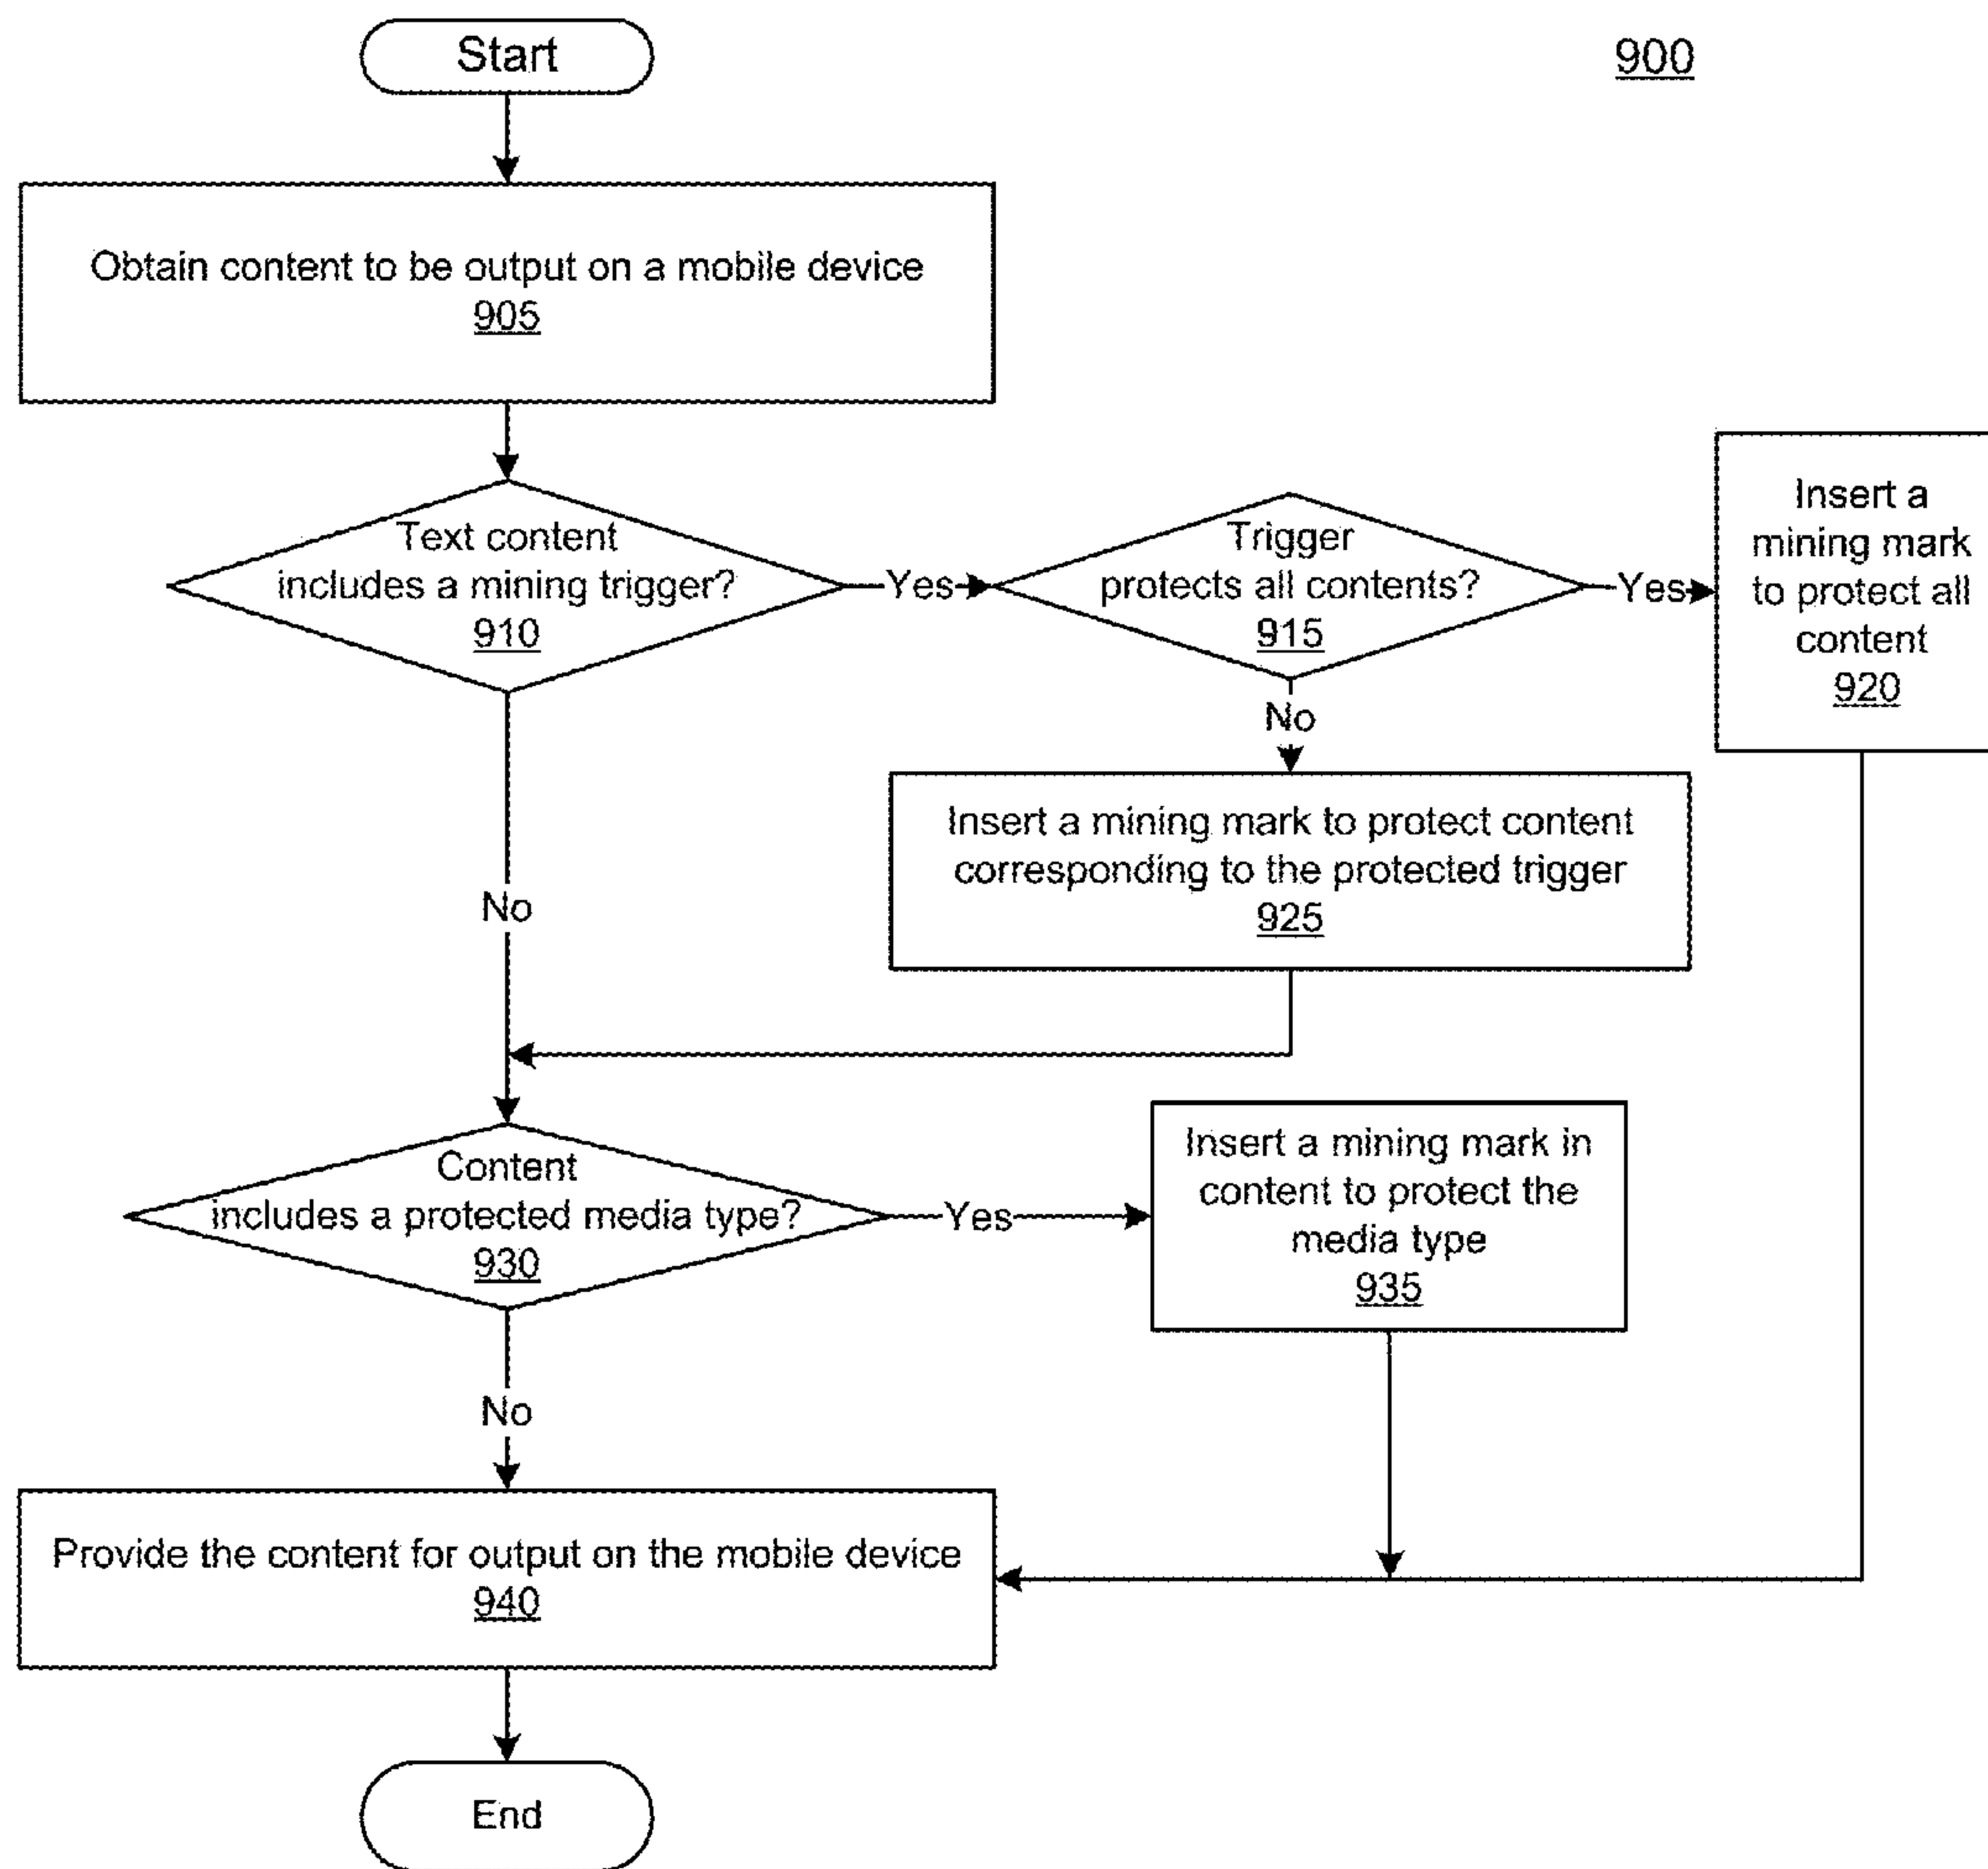 Start
900
Obtain content to be output on a mobile device
905
Text content
includes a mining trigger?
910
Yes
Trigger
protects all contents?
915
Yes
Insert a
mining mark
to protect all
content
920
No
Insert a mining mark to protect content
corresponding to the protected trigger
925
No
Content
includes a protected media type?
930
Yes
Insert a mining mark in
content to protect the
media type
935
No
Provide the content for output on the mobile device
940
End